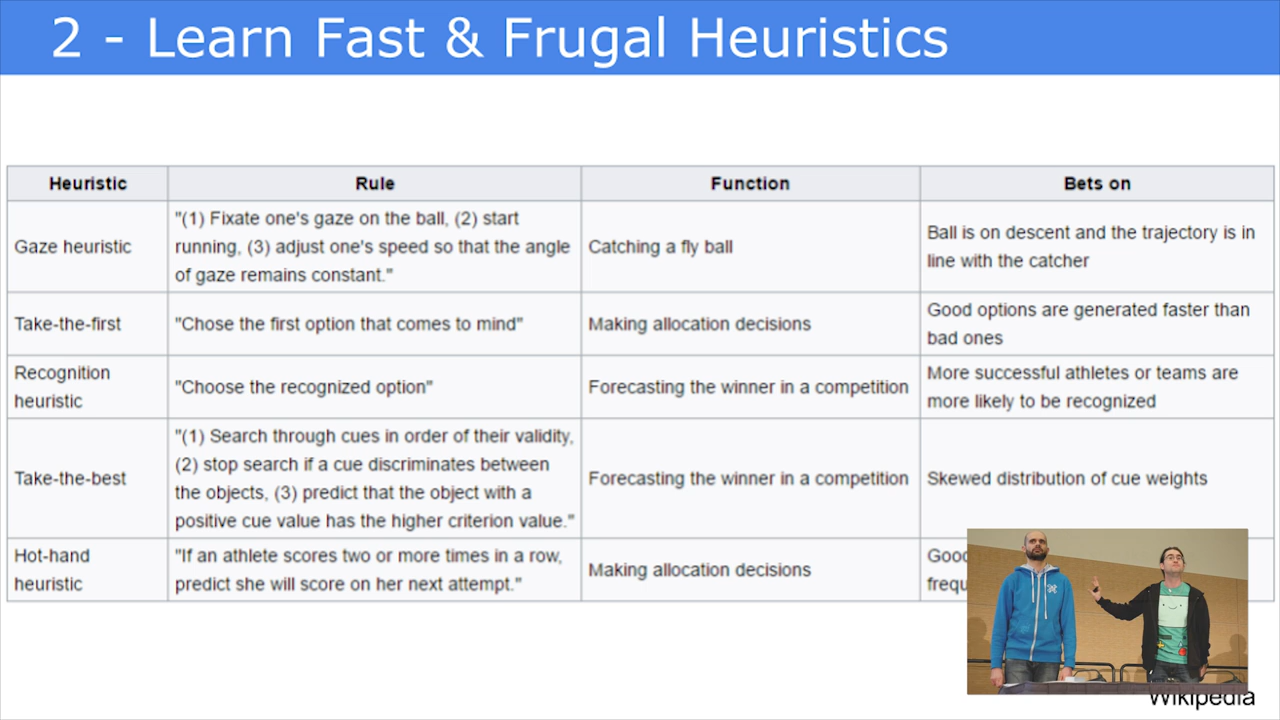 2 - Learn Fast & Frugal Heuristics
Heuristic Rule Function Bets on
Gaze heuristic
"(1) Fixate one's gaze on the ball, (2) start
running, (3) adjust one's speed so that the angle
of gaze remains constant."
Catching a fly ball
Ball is on descent and the trajectory is in
line with the catcher
Take-the-first
"Chose the first option that comes to mind"
Making allocation decisions
Good options are generated faster than
bad ones
Recognition
heuristic
"Choose the recognized option"
Forecasting the winner in a competition
More successful athletes or teams are
more likely to be recognized
Take-the-best
"(1) Search through cues in order of their validity,
(2) stop search if a cue discriminates between
the objects, (3) predict that the object with a
positive cue value has the higher criterion value."
Forecasting the winner in a competition
Skewed distribution of cue weights
Hot-hand
heuristic
"If an athlete scores two or more times in a row,
predict she will score on her next attempt."
Making allocation decisions
Good
Wikipedia